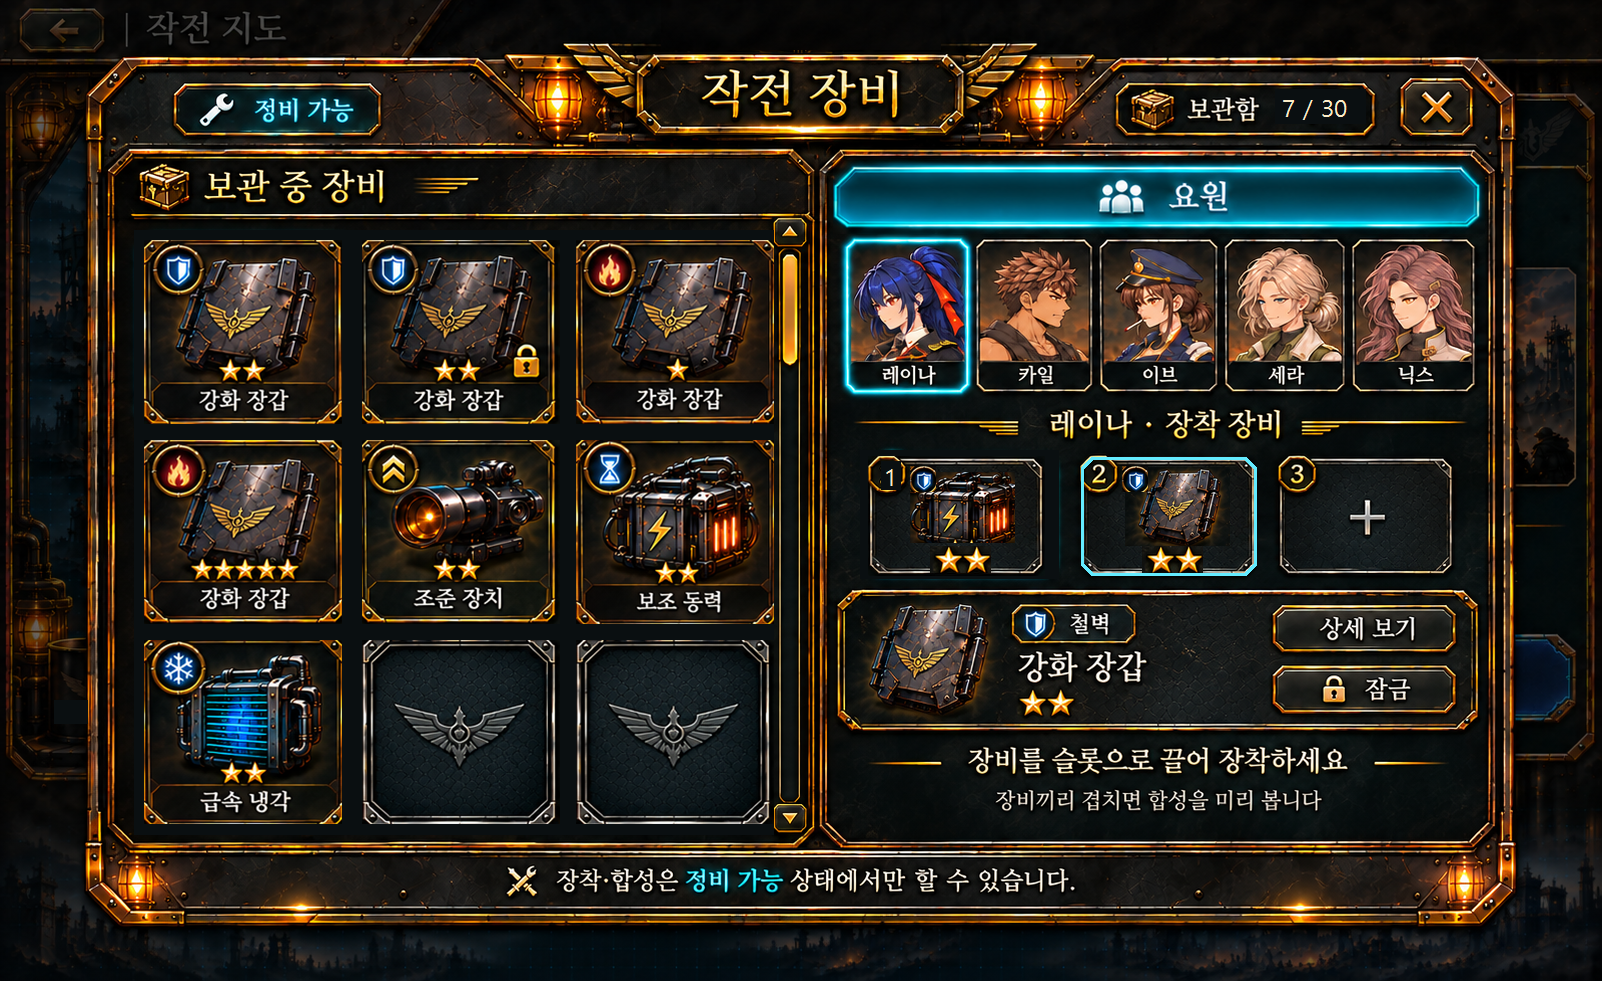 작전 지도
정비 가능
작전 장비
보관함 7 / 30
보관 중 장비
요원
강화 장갑
강화 장갑
강화 장갑
장화 장갑
조준 장치
보조 동력
급속 냉각
레이나
카일
이브
세라
닉스
레이나 · 장착 장비
1
2
3
철벽
강화 장갑
상세 보기
잠금
장비를 슬롯으로 끌어 장착하세요
장비끼리 겹치면 합성을 미리 봅니다
장착·합성은 정비 가능 상태에서만 할 수 있습니다.